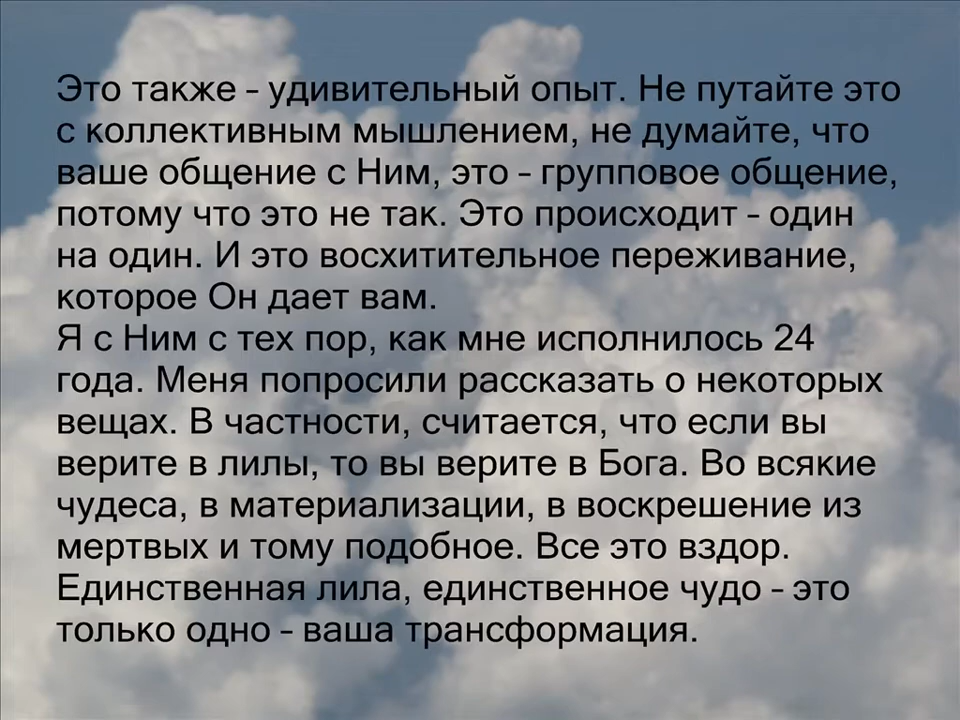 Это также – удивительный опыт. Не путайте это
с коллективным мышлением, не думайте, что
ваше общение с Ним, это – групповое общение,
потому что это не так. Это происходит – один
на один. И это восхитительное переживание,
которое Он дает вам.
Я с Ним с тех пор, как мне исполнилось 24
года. Меня попросили рассказать о некоторых
вещах. В частности, считается, что если вы
верите в лилы, то вы верите в Бога. Во всякие
чудеса, в материализации, в воскрешение из
мертвых и тому подобное. Все это вздор.
Единственная лила, единственное чудо – это
только одно – ваша трансформация.